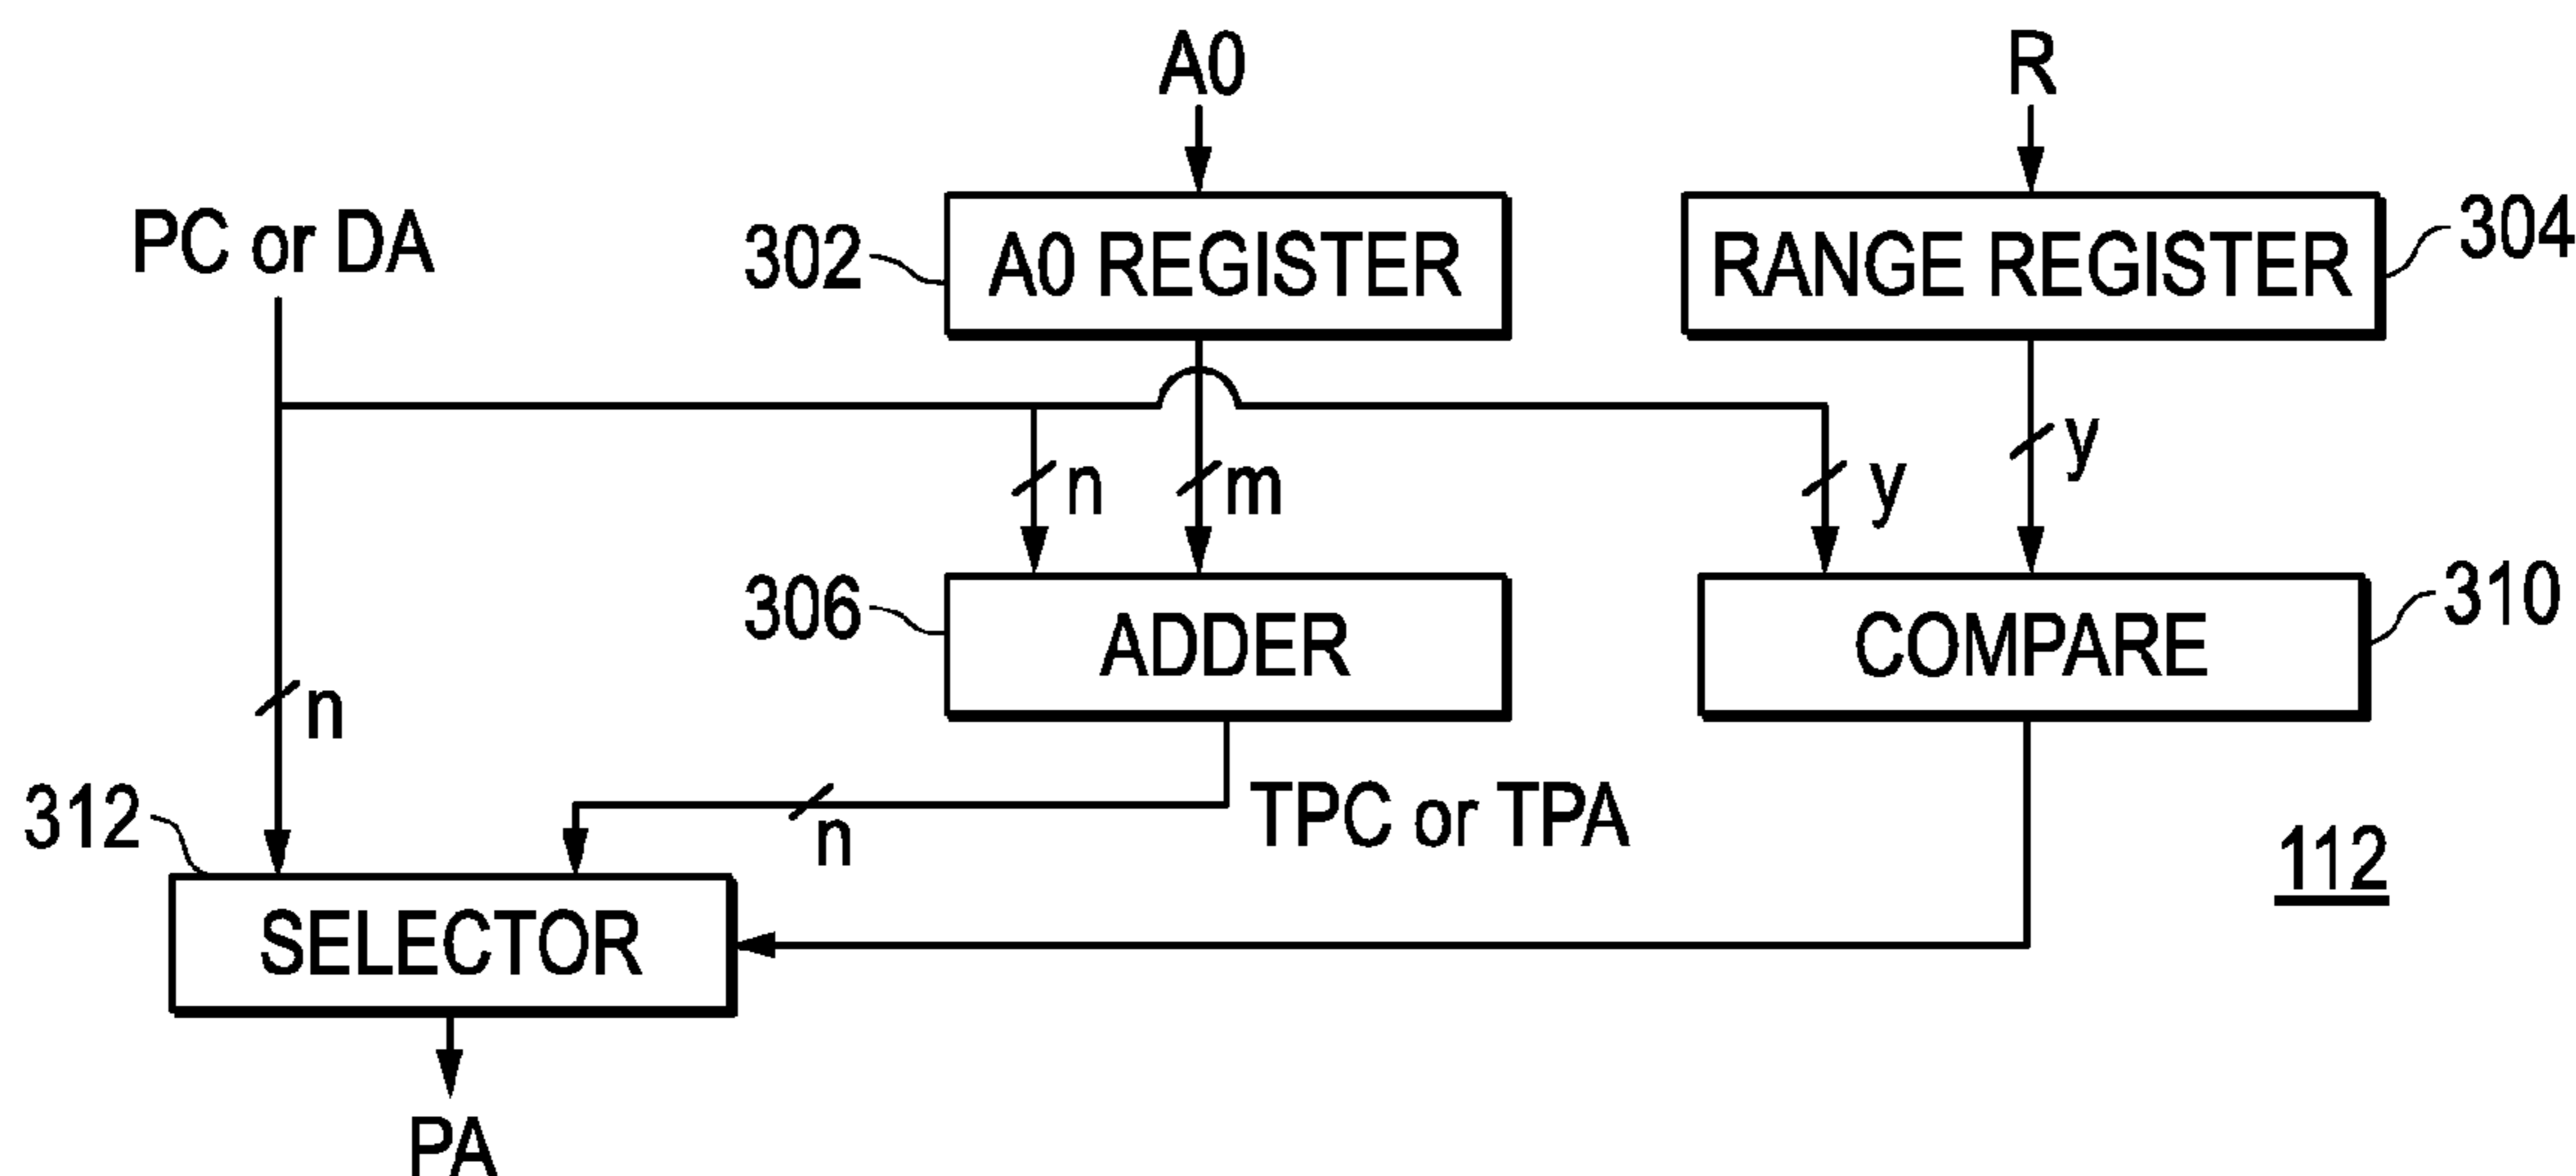 A0
R
PC or DA
302
A0 REGISTER
RANGE REGISTER
304
n
m
y
y
306
ADDER
COMPARE
310
n
312
n
TPC or TPA
112
SELECTOR
PA